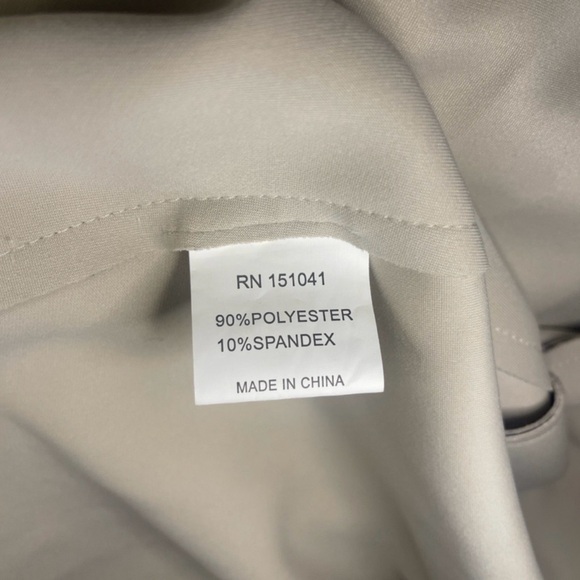 RN 151041
90%POLYESTER
10%SPANDEX
MADE IN CHINA